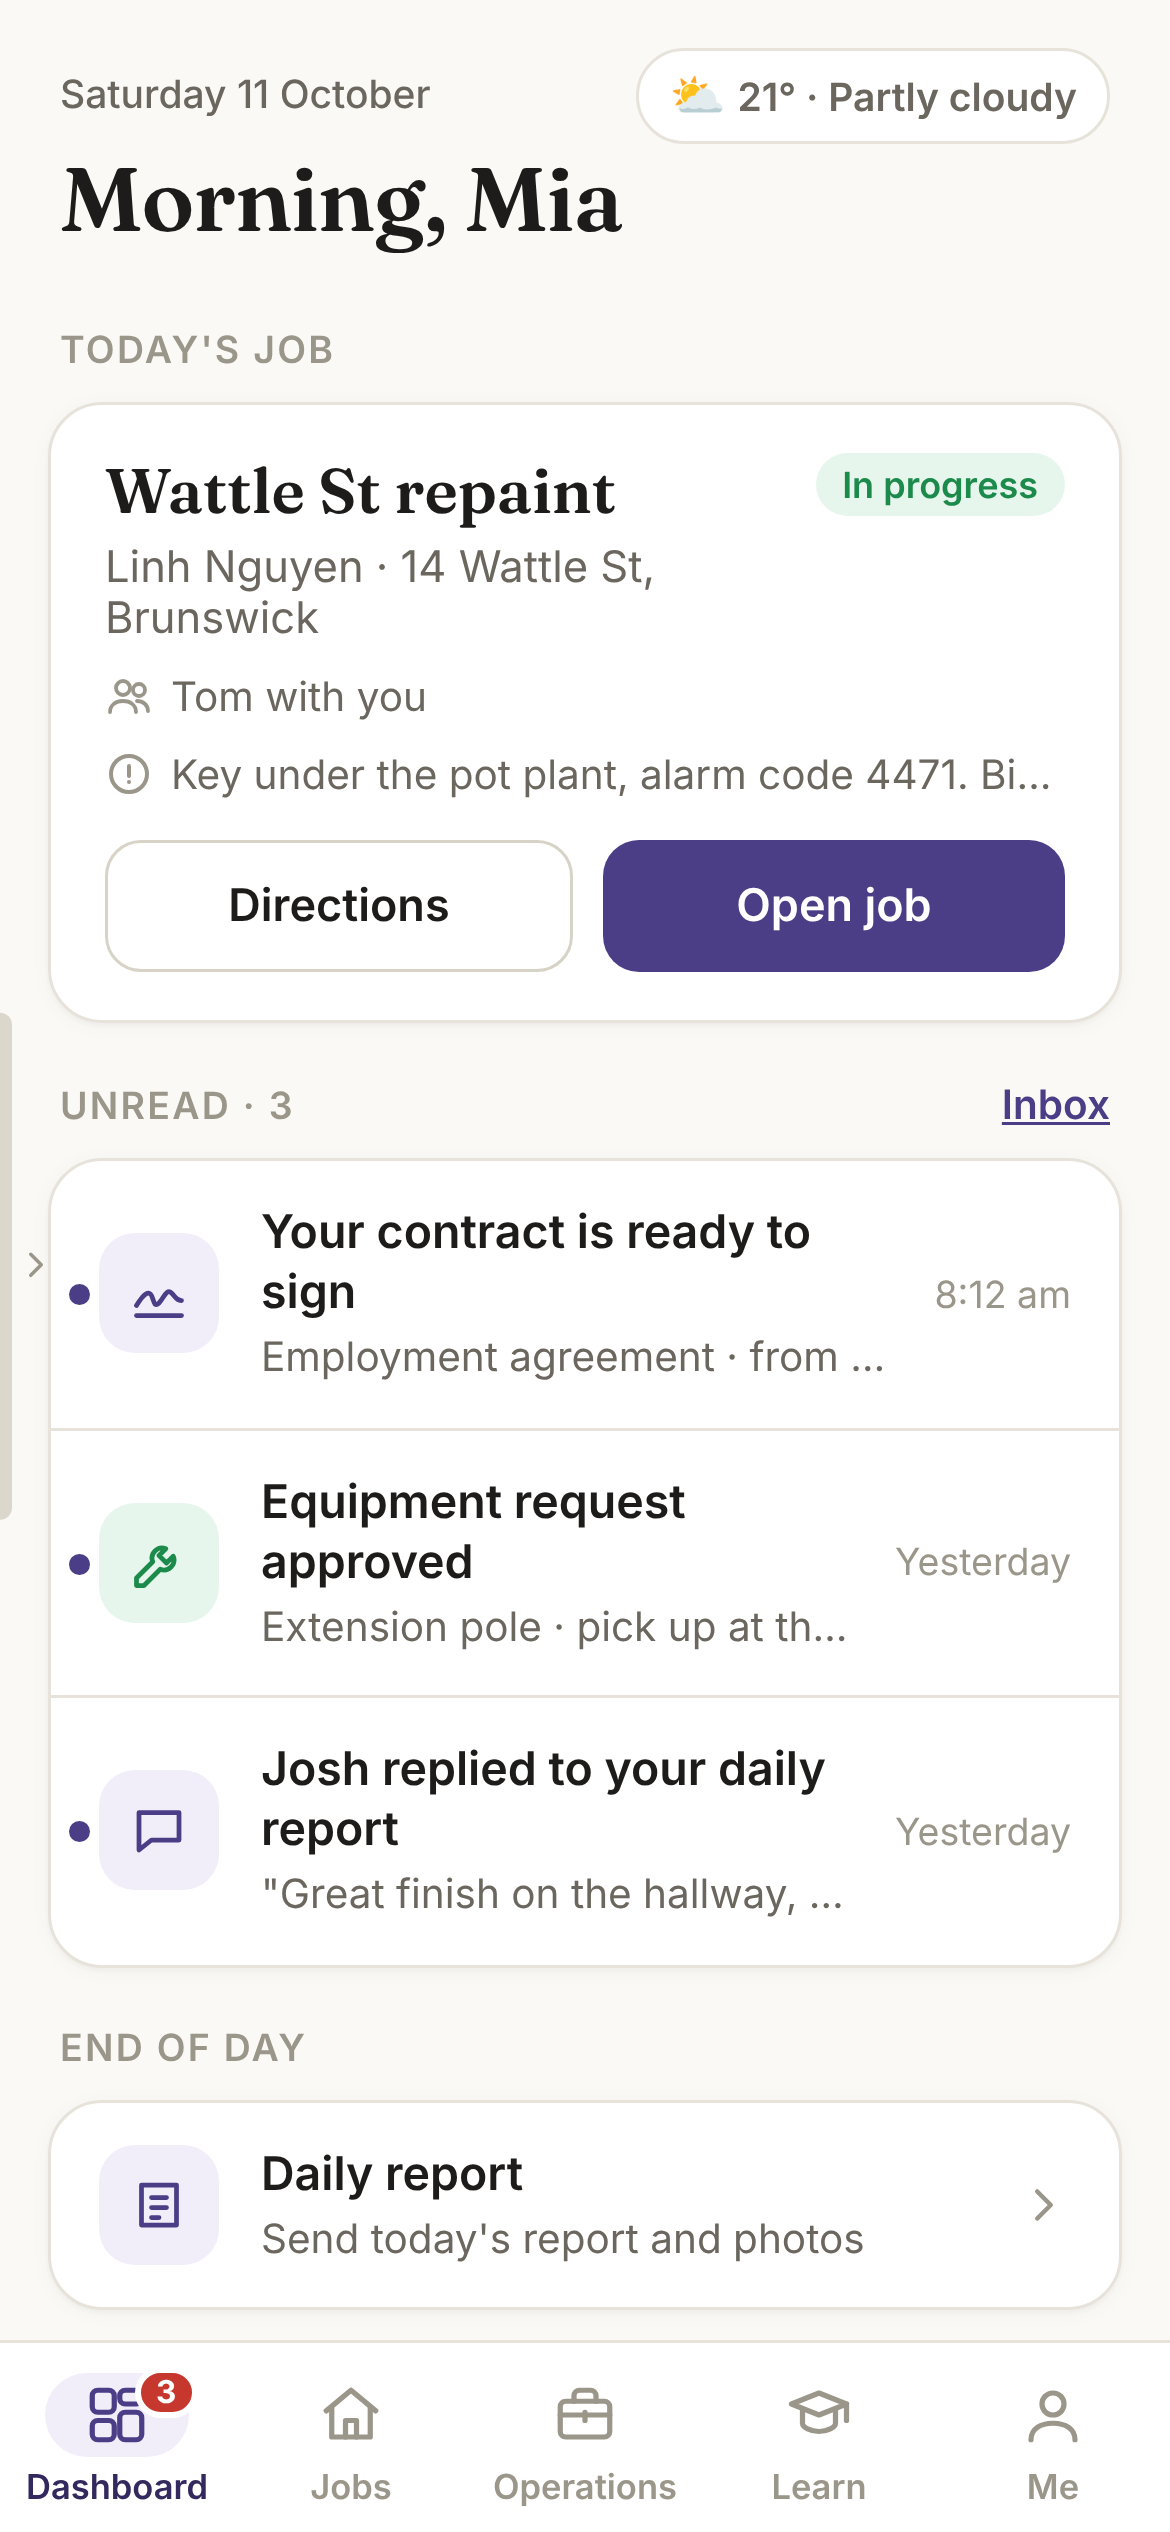 Saturday 11 October
21° · Partly cloudy
Morning, Mia
TODAY'S JOB
Wattle St repaint
In progress
Linh Nguyen · 14 Wattle St,
Brunswick
Tom with you
Key under the pot plant, alarm code 4471. Bi...
Directions
Open job
UNREAD · 3
Inbox
Your contract is ready to
sign
8:12 am
Employment agreement · from ...
Equipment request
approved
Yesterday
Extension pole · pick up at th...
Josh replied to your daily
report
Yesterday
"Great finish on the hallway, ...
END OF DAY
Daily report
Send today's report and photos
3
Dashboard
Jobs
Operations
Learn
Me